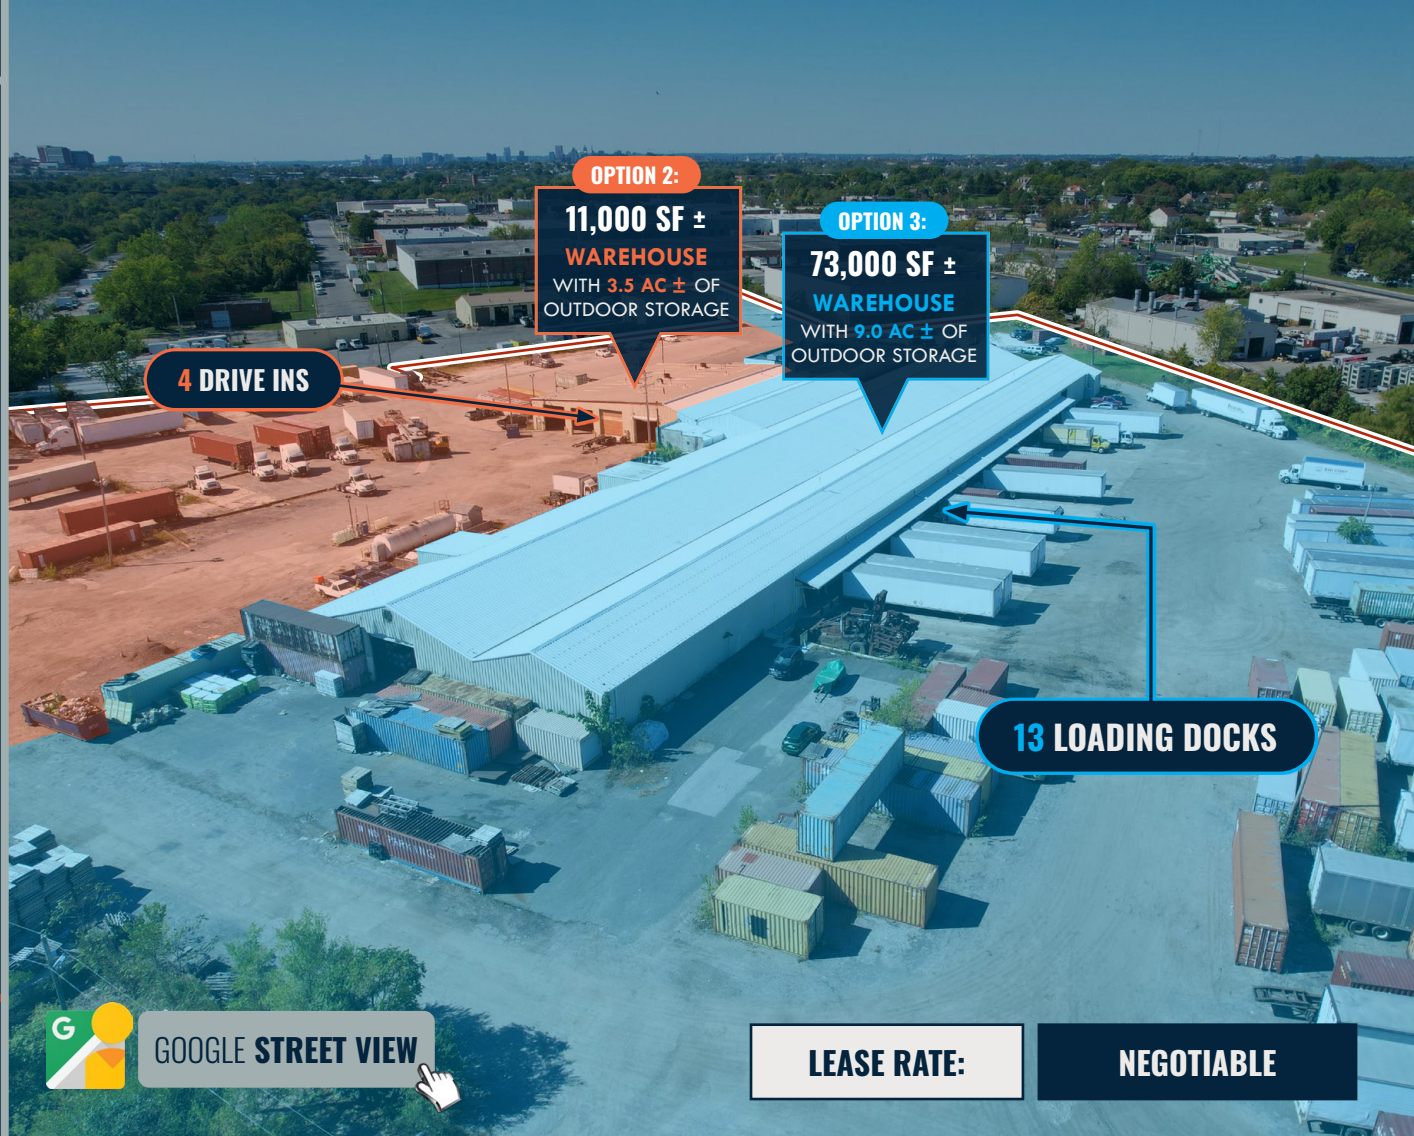 OPTION 2:
11,000 SF ±
WAREHOUSE
WITH 3.5 AC ± OF
OUTDOOR STORAGE
OPTION 3:
73,000 SF ±
WAREHOUSE
WITH 9.0 AC ± OF
OUTDOOR STORAGE
4 DRIVE INS
13 LOADING DOCKS
G
GOOGLE STREET VIEW
LEASE RATE:
NEGOTIABLE